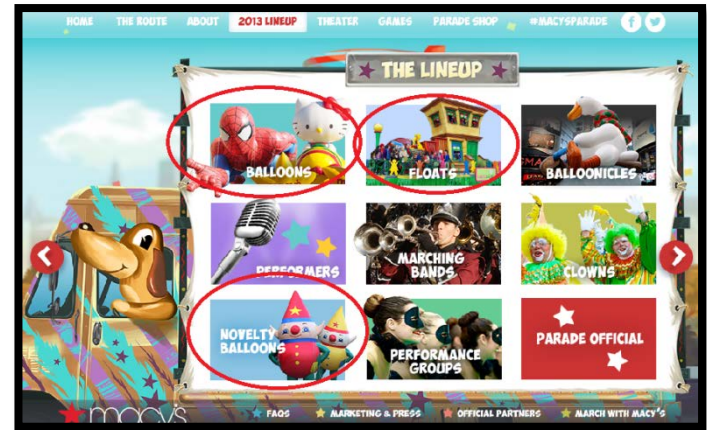 HOME THE ROUTE ABOUT 2013 LINEUP THEATER GAMES PARADE SHOP #MACYSPARADE
THE LINEUP
BALLOONS FLOATS BALLOONICLES
PERFORMERS MARCHING
BANDS CLOWNS
NOVELTY
BALLOONS PERFORMANCE
GROUPS PARADE OFFICIAL
macy's FAQS MARKETING & PRESS OFFICIAL PARTNERS MARCH WITH MACY'S